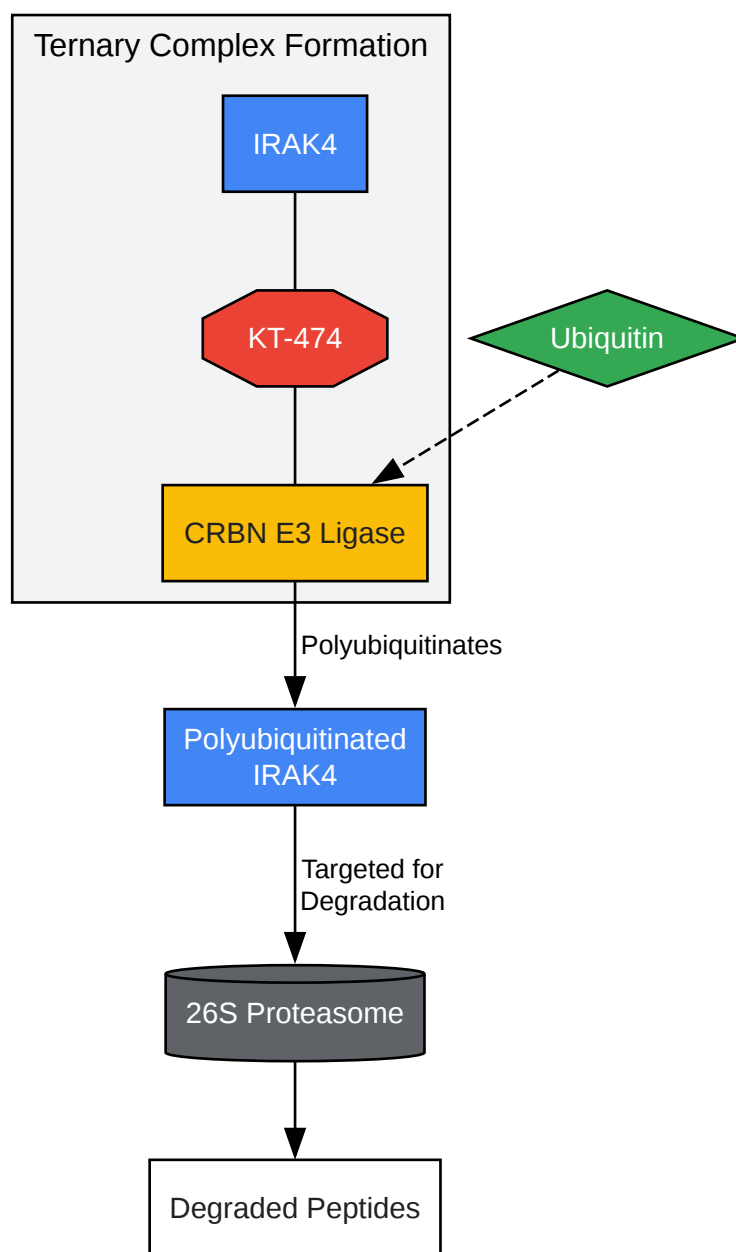 Ternary Complex Formation
IRAK4
KT-474
Ubiquitin
CRBN E3 Ligase
Polyubiquitinates
Polyubiquitinated
IRAK4
Targeted for
Degradation
26S Proteasome
Degraded Peptides